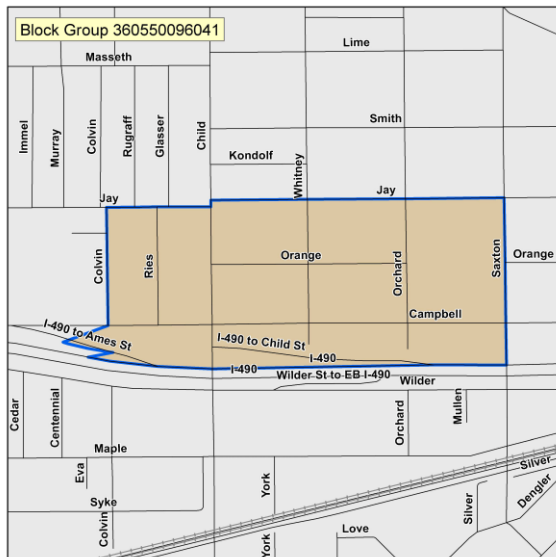 Block Group 360550096041
Lime
Masseth
Immel
Murray
Colvin
Rugraff
Glasser
Child
Smith
Kondolf
Whitney
Jay
Jay
Colvin
Ries
Orange
Orchard
Saxton
Orange
Campbell
I-490 to Ames St
I-490 to Child St
I-490
I-490
Wilder St to EB I-490
Wilder
Cedar
Centennial
Orchard
Mullen
Maple
Eva
York
Silver
Syke
Colvin
Silver
Dengler
York
Love